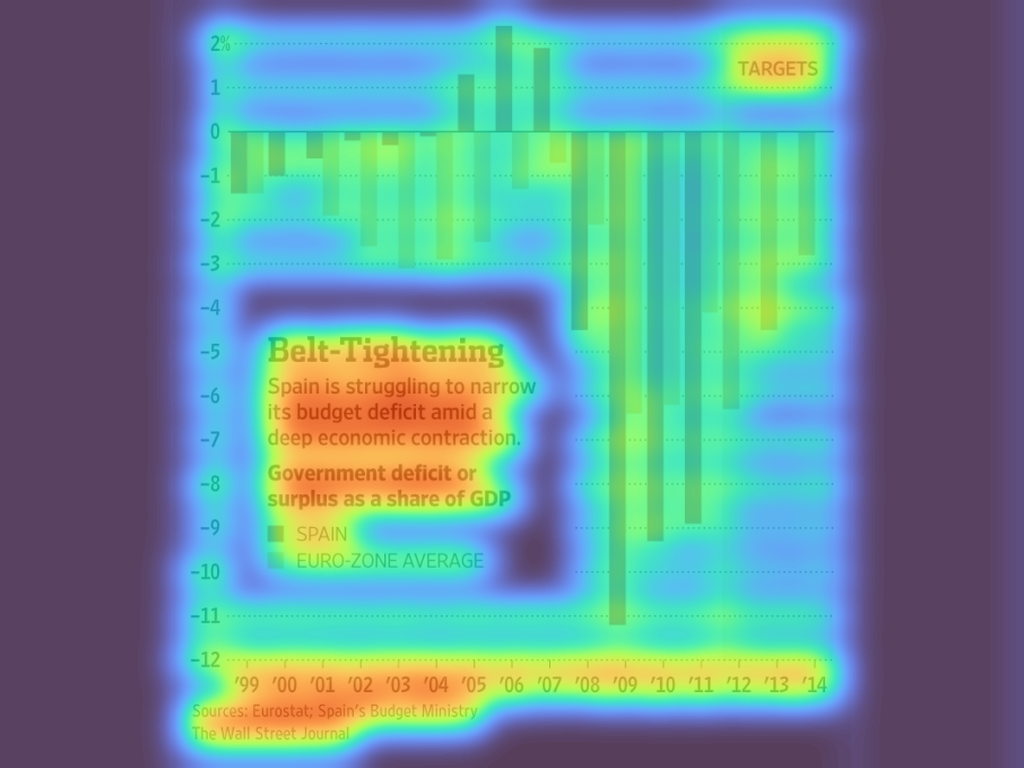 2%
TARGETS
1
0
−1
−2
−3
−4
−5
−6
−7
−8
−9
−10
−11
−12
Belt-Tightening
Spain is struggling to narrow
its budget deficit amid a
deep economic contraction.
Government deficit or
surplus as a share of GDP
SPAIN
EURO-ZONE AVERAGE
’99 ’00 ’01 ’02 ’03 ’04 ’05 ’06 ’07 ’08 ’09 ’10 ’11 ’12 ’13 ’14
Sources: Eurostat; Spain’s Budget Ministry
The Wall Street Journal